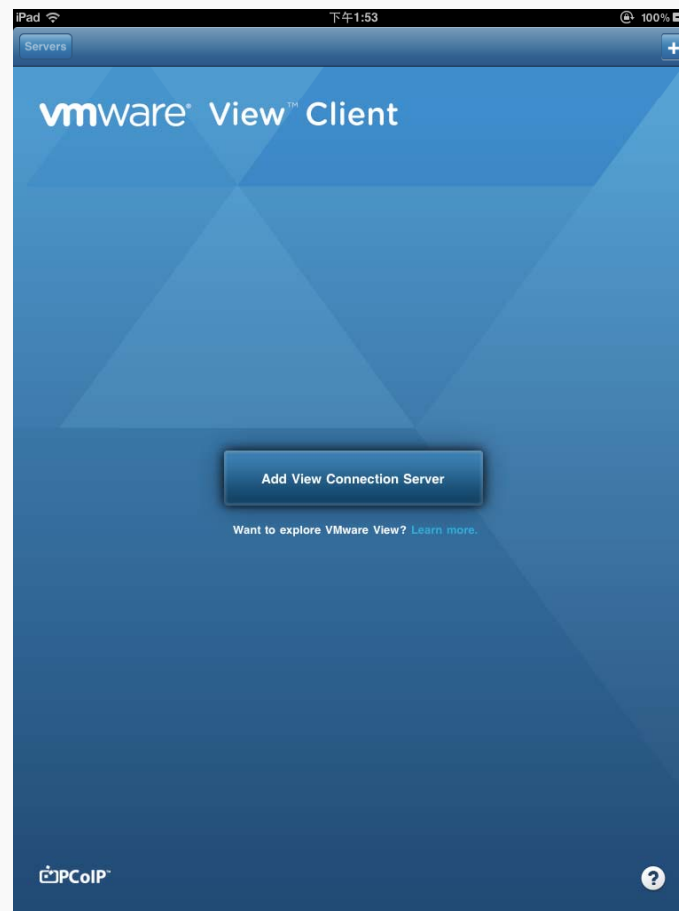 iPad 下午1:53 100%
Servers +
vmware® View™ Client
Add View Connection Server
Want to explore VMware View? Learn more.
PCoIP™ ?